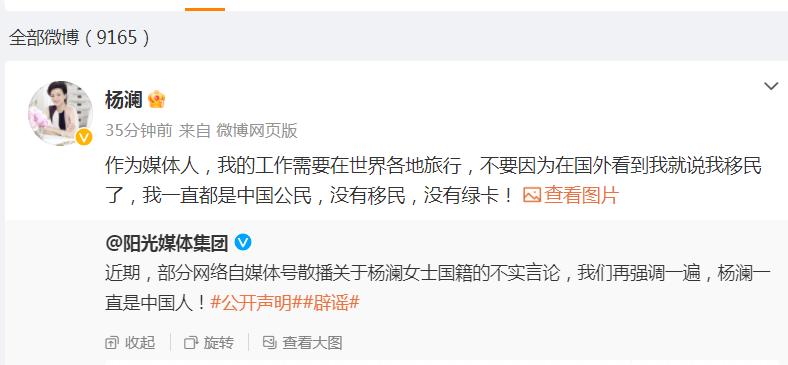 全部微博（9165）
杨澜
35分钟前 来自 微博网页版
作为媒体人，我的工作需要在世界各地旅行，不要因为在国外看到我就说我移民
了，我一直都是中国公民，没有移民，没有绿卡！ 查看图片
@阳光媒体集团
近期，部分网络自媒体号散播关于杨澜女士国籍的不实言论，我们再强调一遍，杨澜一
直是中国人！#公开声明##辟谣#
收起 旋转 查看大图